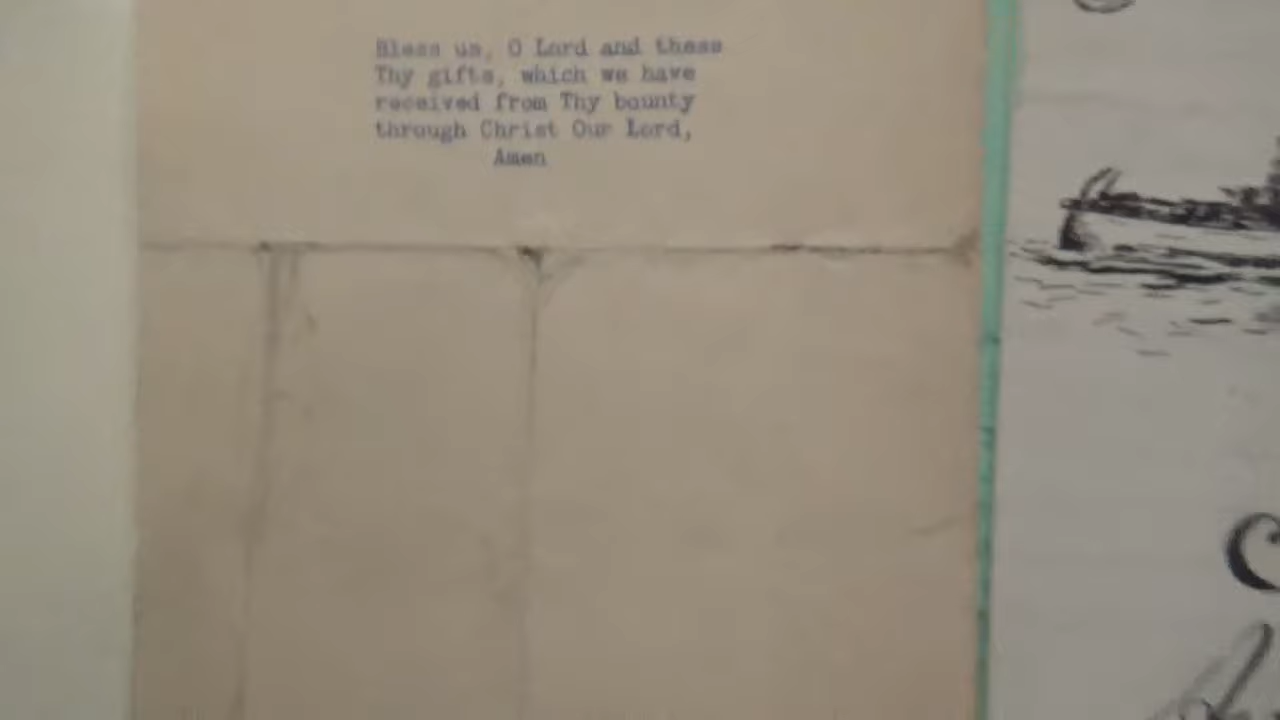 Bless us, O Lord and these
Thy gifts, which we have
received from Thy bounty
through Christ Our Lord,
Amen